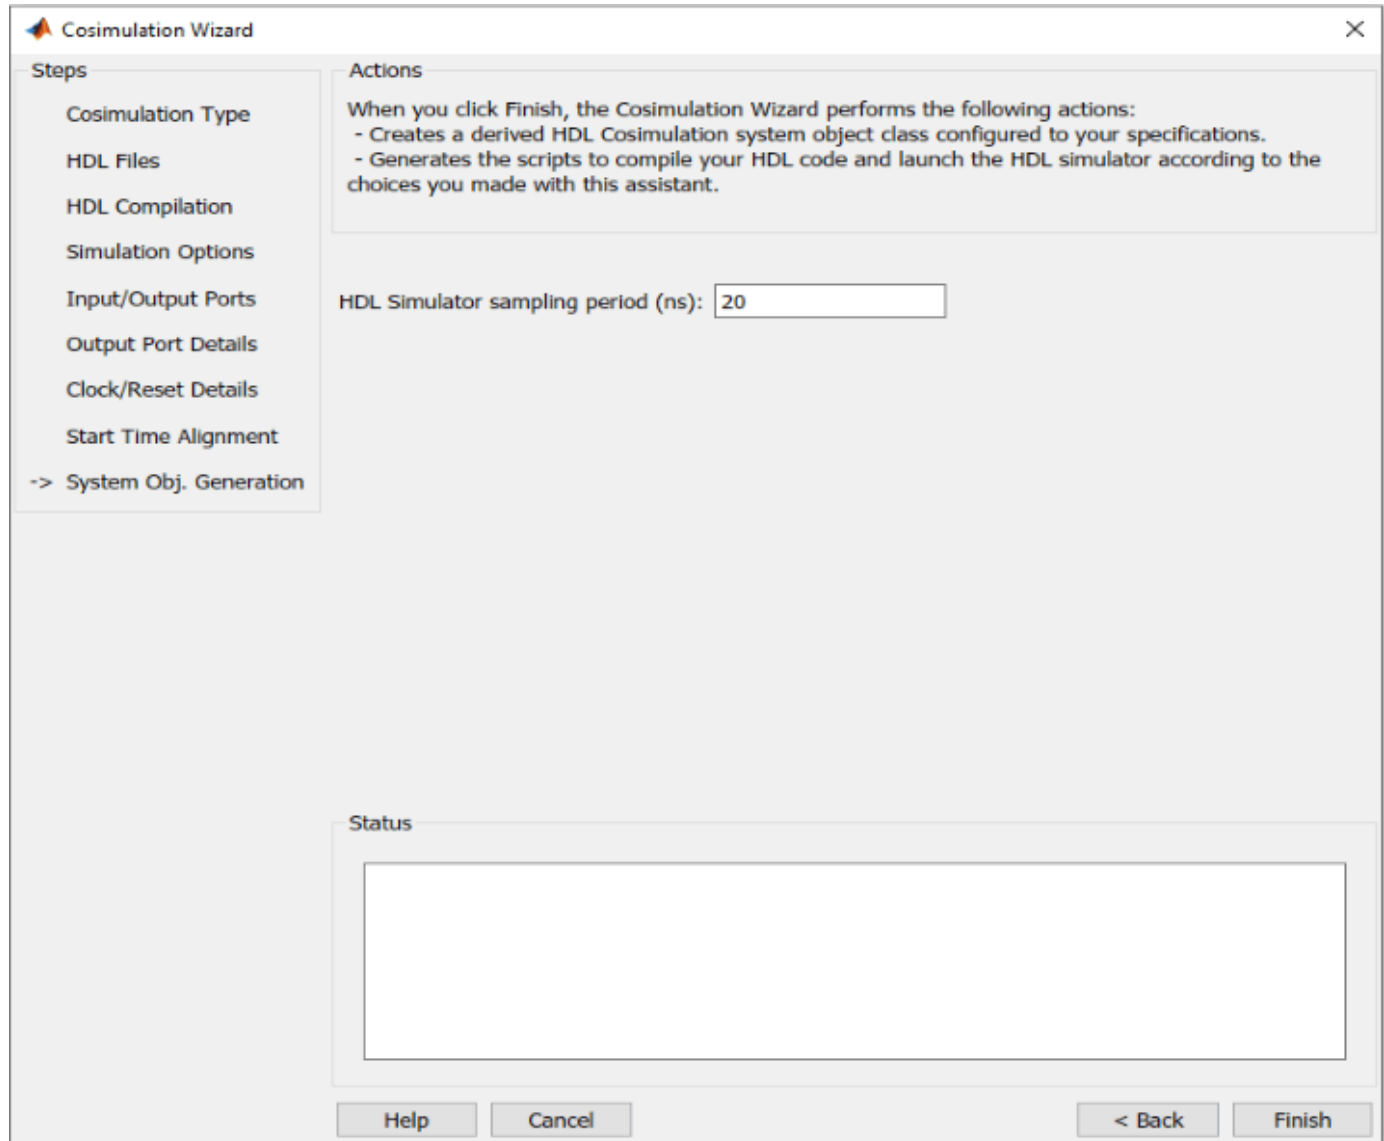 Cosimulation Wizard
Steps
Cosimulation Type
HDL Files
HDL Compilation
Simulation Options
Input/Output Ports
Output Port Details
Clock/Reset Details
Start Time Alignment
-> System Obj. Generation
Actions
When you click Finish, the Cosimulation Wizard performs the following actions:
- Creates a derived HDL Cosimulation system object class configured to your specifications.
- Generates the scripts to compile your HDL code and launch the HDL simulator according to the
choices you made with this assistant.
HDL Simulator sampling period (ns): 20
Status
Help Cancel < Back Finish